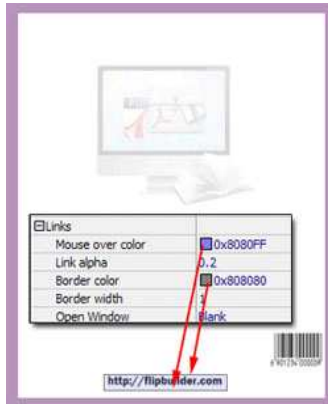 Links
Mouse over color 0x8080FF
Link alpha 0.2
Border color 0x808080
Border width 1
Open Window Blank
http://flipbuilder.com